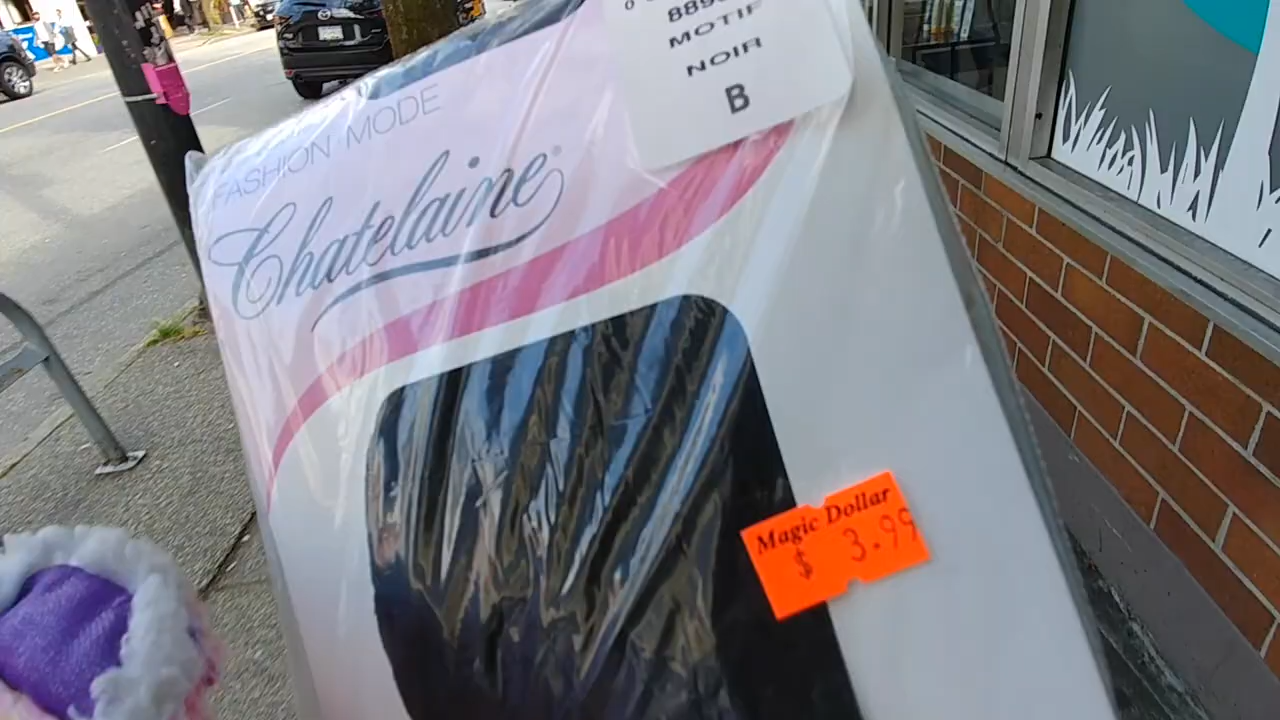 MOTIF
NOIR
B
FASHION MODE
Chatelaine®
Magic Dollar
$ 3.99